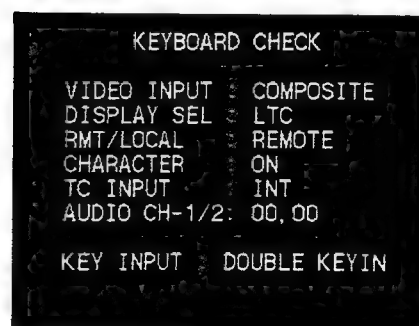 KEYBOARD CHECK
VIDEO INPUT : COMPOSITE
DISPLAY SEL : LTC
RMT/LOCAL : REMOTE
CHARACTER : ON
TC INPUT : INT
AUDIO CH-1/2: 00,00
KEY INPUT : DOUBLE KEYIN